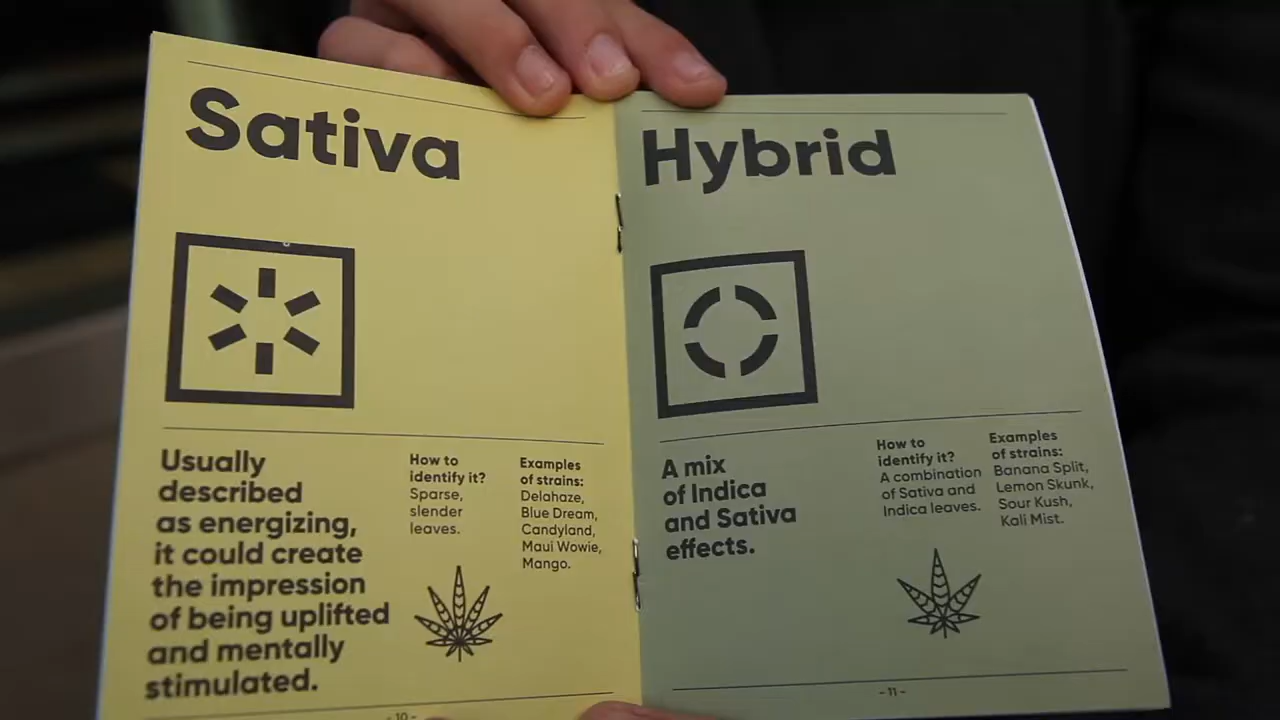 Sativa
Usually
described
as energizing,
it could create
the impression
of being uplifted
and mentally
stimulated.
How to
identify it?
Sparse,
slender
leaves.
Examples
of strains:
Delahaze,
Blue Dream,
Candyland,
Maui Wowie,
Mango.
- 10 -
Hybrid
A mix
of Indica
and Sativa
effects.
How to
identify it?
A combination
of Sativa and
Indica leaves.
Examples
of strains:
Banana Split,
Lemon Skunk,
Sour Kush,
Kali Mist.
- 11 -